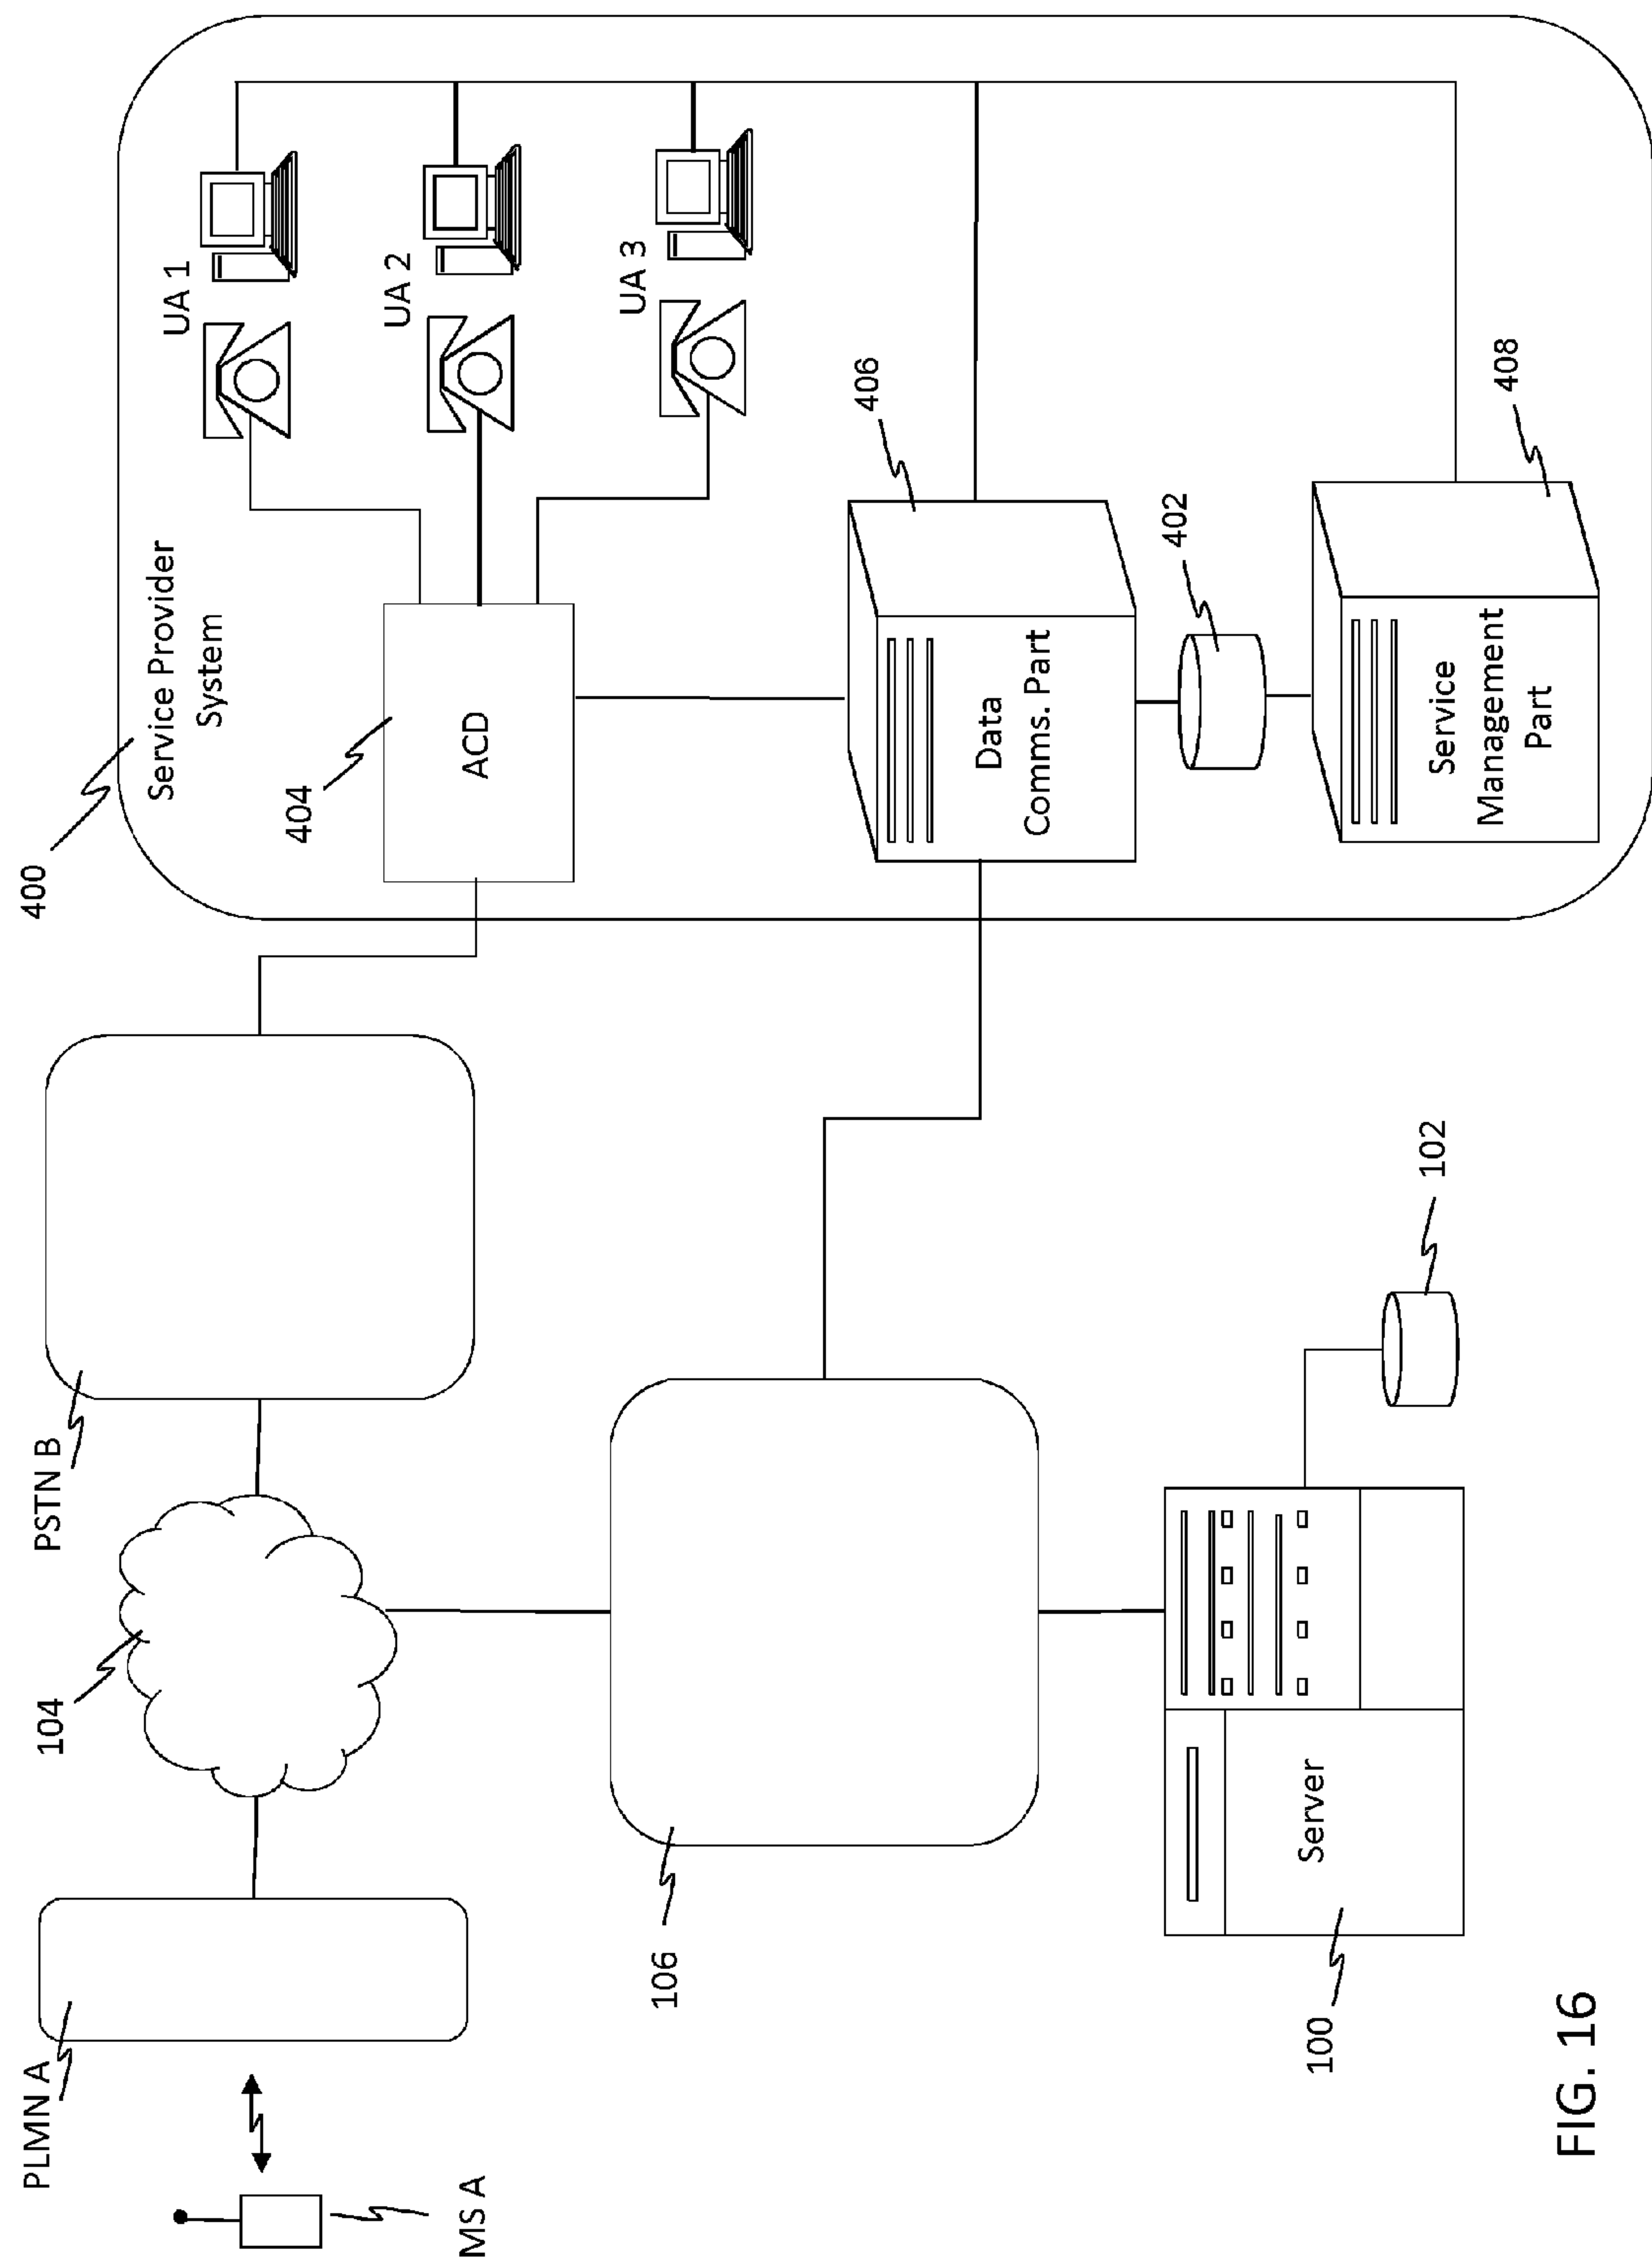 400
Service Provider
System
UA 1
UA 2
UA 3
404
ACD
406
Data
Comms. Part
402
Service
Management
Part
408
PSTN B
104
PLMN A
MS A
106
102
Server
100
FIG. 16